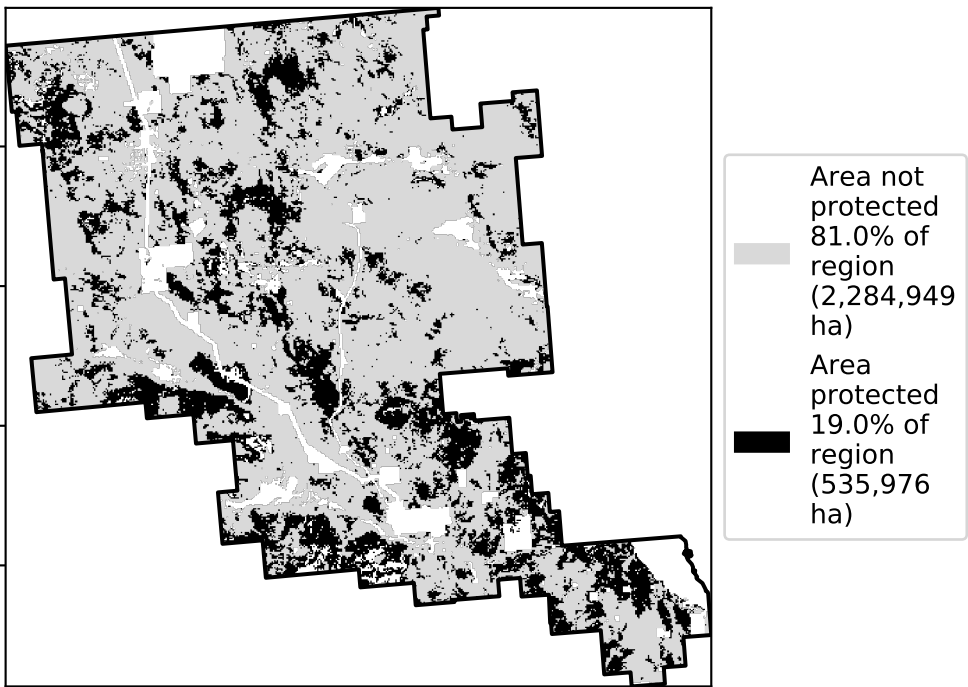 Area not
protected
81.0% of
region
(2,284,949
ha)
Area
protected
19.0% of
region
(535,976
ha)